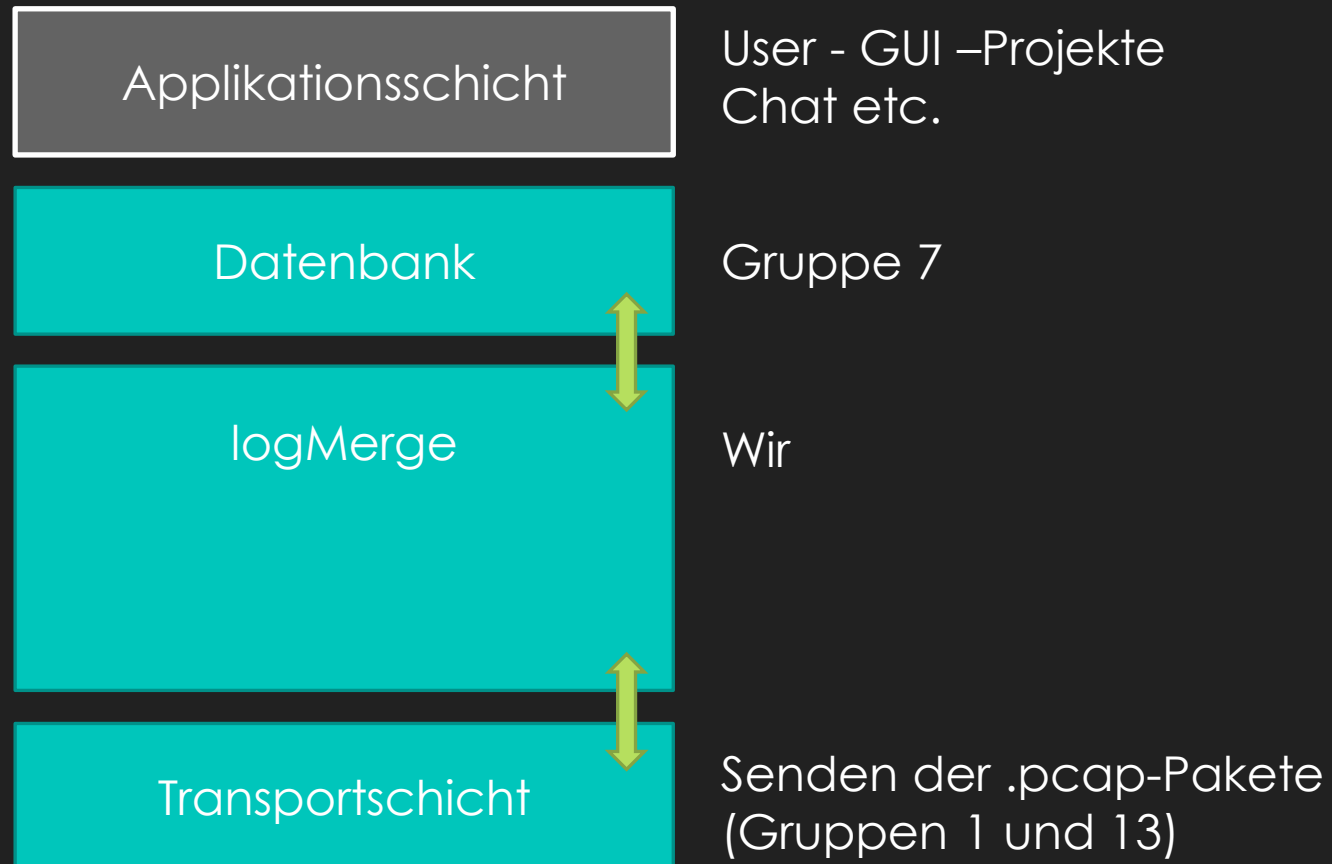 Applikationsschicht
User - GUI –Projekte
Chat etc.
Datenbank
Gruppe 7
logMerge
Wir
Transportschicht
Senden der .pcap-Pakete
(Gruppen 1 und 13)